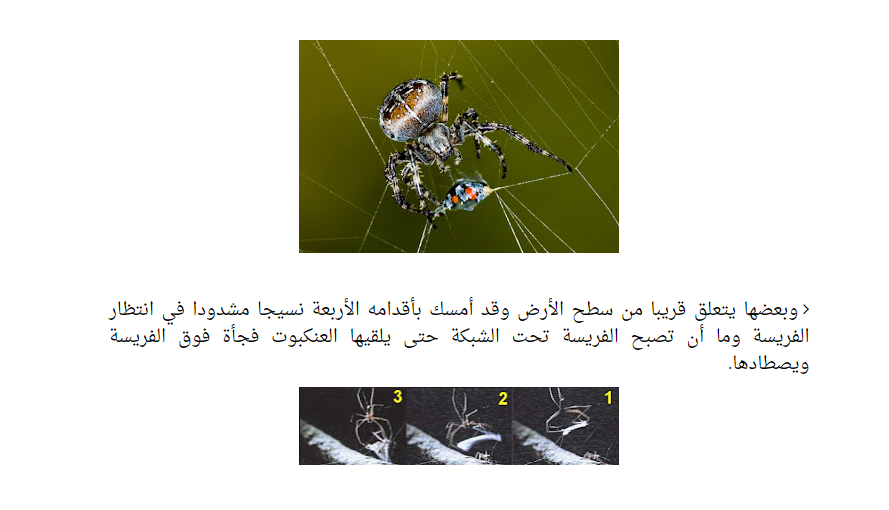 ‹ وبعضها يتعلق قريبا من سطح الأرض وقد أمسك بأقدامه الأربعة نسيجا مشدودا في انتظار
الفريسة وما أن تصبح الفريسة تحت الشبكة حتى يلقيها العنكبوت فجأة فوق الفريسة
ويصطادها.
1
2
3